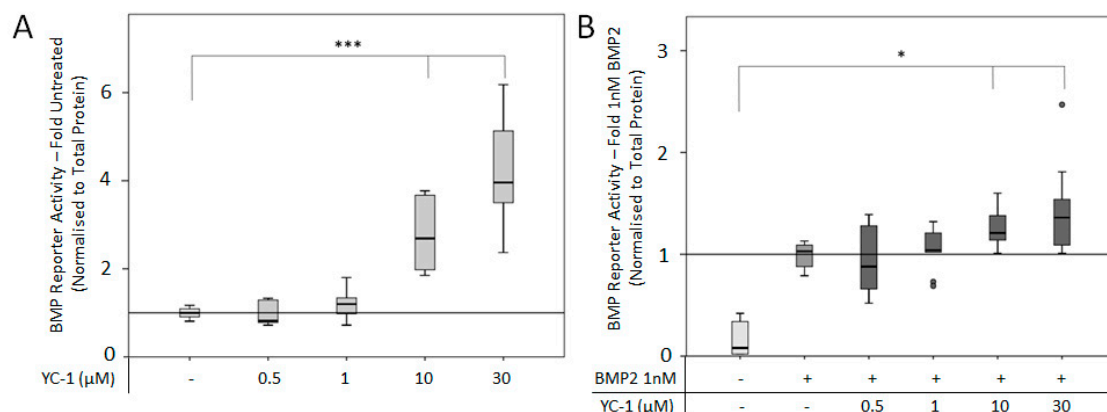 A
BMP Reporter Activity – Fold Untreated
(Normalised to Total Protein)
***
6
4
2
0
YC-1 (µM) - 0.5 1 10 30
B
BMP Reporter Activity – Fold 1nM BMP2
(Normalised to Total Protein)
*
3
2
1
0
BMP2 1nM - + + + + +
YC-1 (µM) - - 0.5 1 10 30